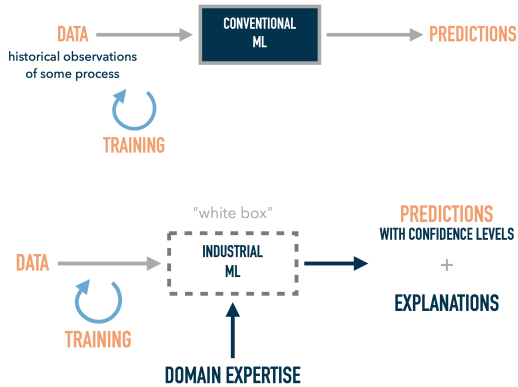 DATA
historical observations
of some process
CONVENTIONAL
ML
PREDICTIONS
TRAINING
"white box"
DATA
INDUSTRIAL
ML
PREDICTIONS
WITH CONFIDENCE LEVELS
+
EXPLANATIONS
TRAINING
DOMAIN EXPERTISE